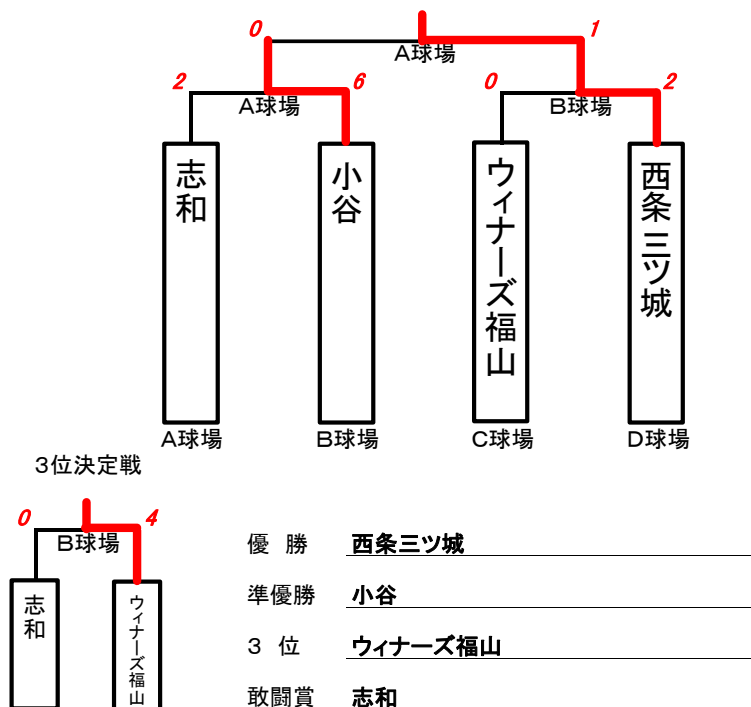 0
1
A球場
2
6
0
2
A球場
B球場
志和
小谷
ウィナーズ福山
西条三ツ城
A球場
B球場
C球場
D球場
3位決定戦
0
4
B球場
志和
ウィナーズ福山
優 勝 西条三ツ城
準優勝 小谷
3 位 ウィナーズ福山
敢闘賞 志和